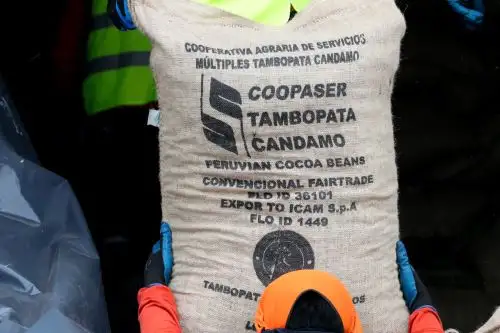 COOPERATIVA AGRARIA DE SERVICIOS
MÚLTIPLES TAMBOPATA CANDAMO
COOPASER
TAMBOPATA
CANDAMO
PERUVIAN COCOA BEANS
CONVENCIONAL FAIRTRADE
FLO ID 36101
EXPOR TO ICAM S.p.A
FLO ID 1449
TAMBOPAT